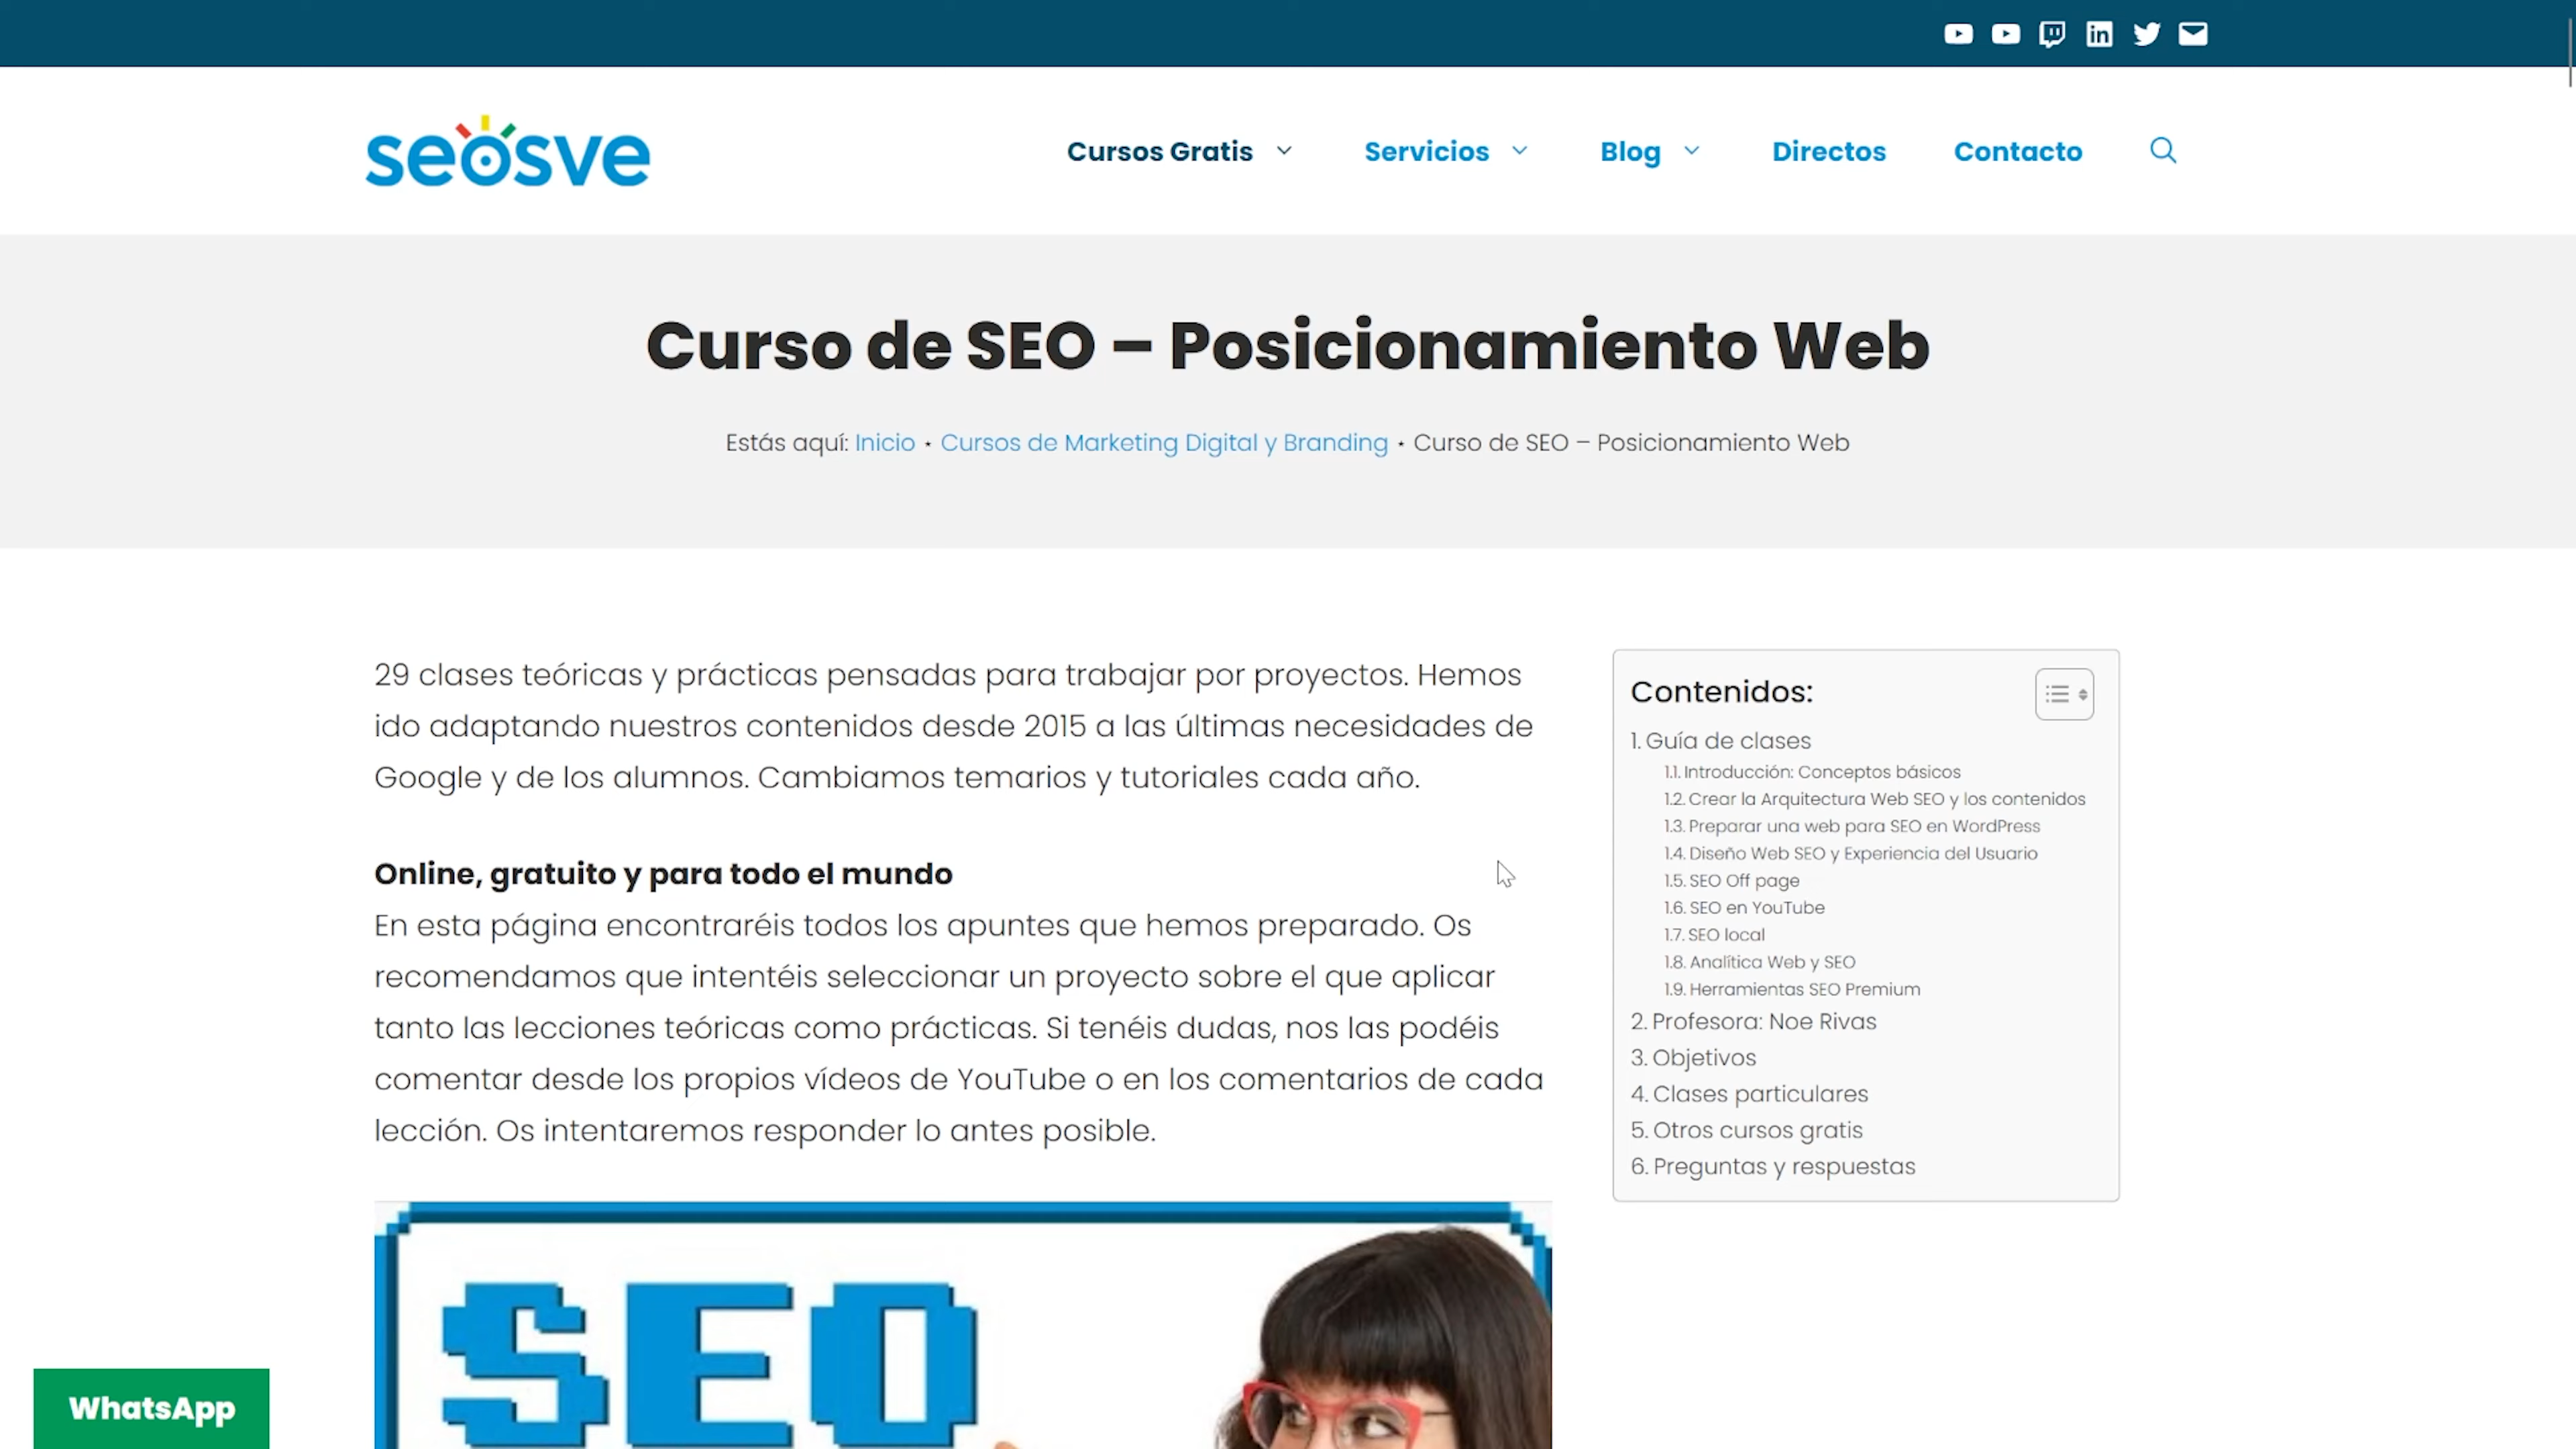 seosve
Cursos Gratis
Servicios
Blog
Directos
Contacto
Curso de SEO – Posicionamiento Web
Estás aquí: Inicio • Cursos de Marketing Digital y Branding • Curso de SEO – Posicionamiento Web
29 clases teóricas y prácticas pensadas para trabajar por proyectos. Hemos
ido adaptando nuestros contenidos desde 2015 a las últimas necesidades de
Google y de los alumnos. Cambiamos temarios y tutoriales cada año.
Online, gratuito y para todo el mundo
En esta página encontraréis todos los apuntes que hemos preparado. Os
recomendamos que intentéis seleccionar un proyecto sobre el que aplicar
tanto las lecciones teóricas como prácticas. Si tenéis dudas, nos las podéis
comentar desde los propios vídeos de YouTube o en los comentarios de cada
lección. Os intentaremos responder lo antes posible.
Contenidos:
1. Guía de clases
1.1. Introducción: Conceptos básicos
1.2. Crear la Arquitectura Web SEO y los contenidos
1.3. Preparar una web para SEO en WordPress
1.4. Diseño Web SEO y Experiencia del Usuario
1.5. SEO Off page
1.6. SEO en YouTube
1.7. SEO local
1.8. Analítica Web y SEO
1.9. Herramientas SEO Premium
2. Profesora: Noe Rivas
3. Objetivos
4. Clases particulares
5. Otros cursos gratis
6. Preguntas y respuestas
SEO
WhatsApp